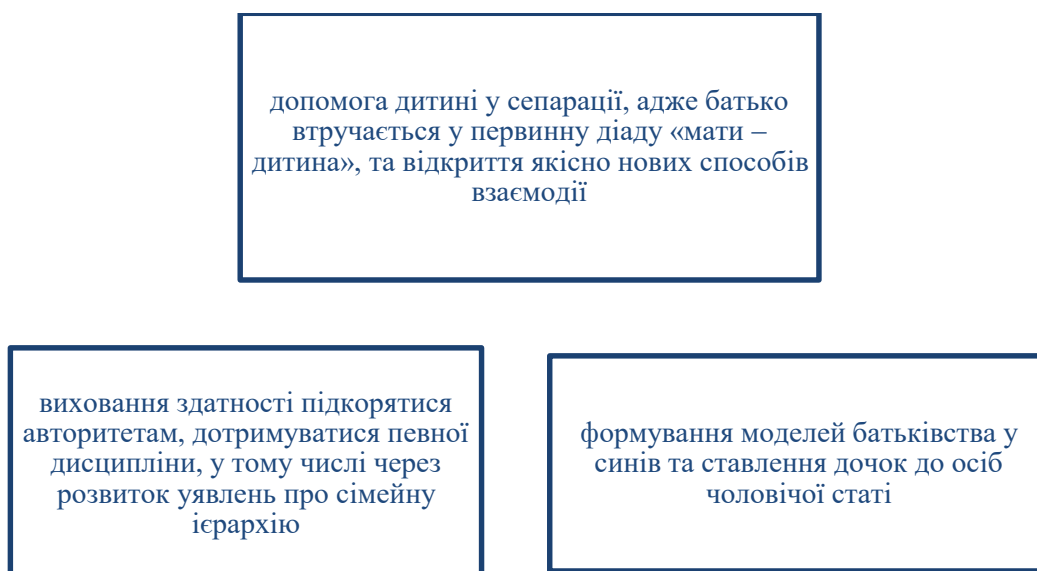 допомога дитині у сепарації, адже батько
втручається у первинну діаду «мати –
дитина», та відкриття якісно нових способів
взаємодії
виховання здатності підкорятися
авторитетам, дотримуватися певної
дисципліни, у тому числі через
розвиток уявлень про сімейну
ієрархію
формування моделей батьківства у
синів та ставлення дочок до осіб
чоловічої статі